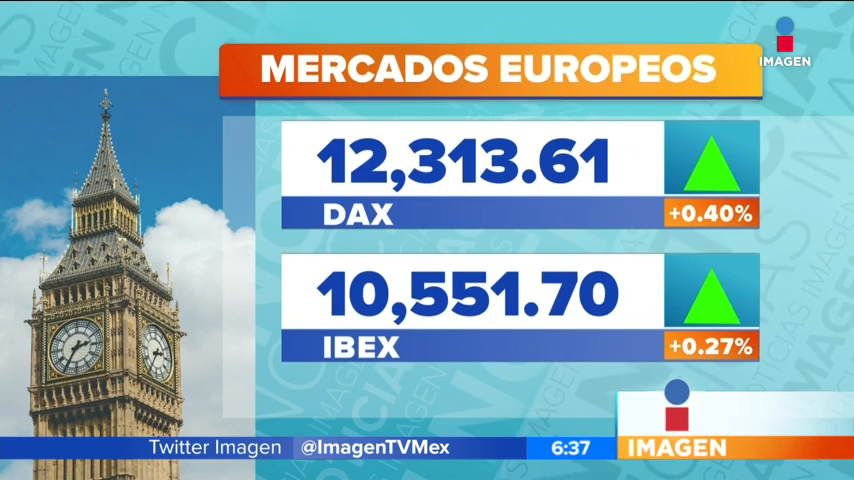 IMAGEN
MERCADOS EUROPEOS
12,313.61
DAX
+0.40%
10,551.70
IBEX
+0.27%
Twitter Imagen @ImagenTVMex
6:37
IMAGEN